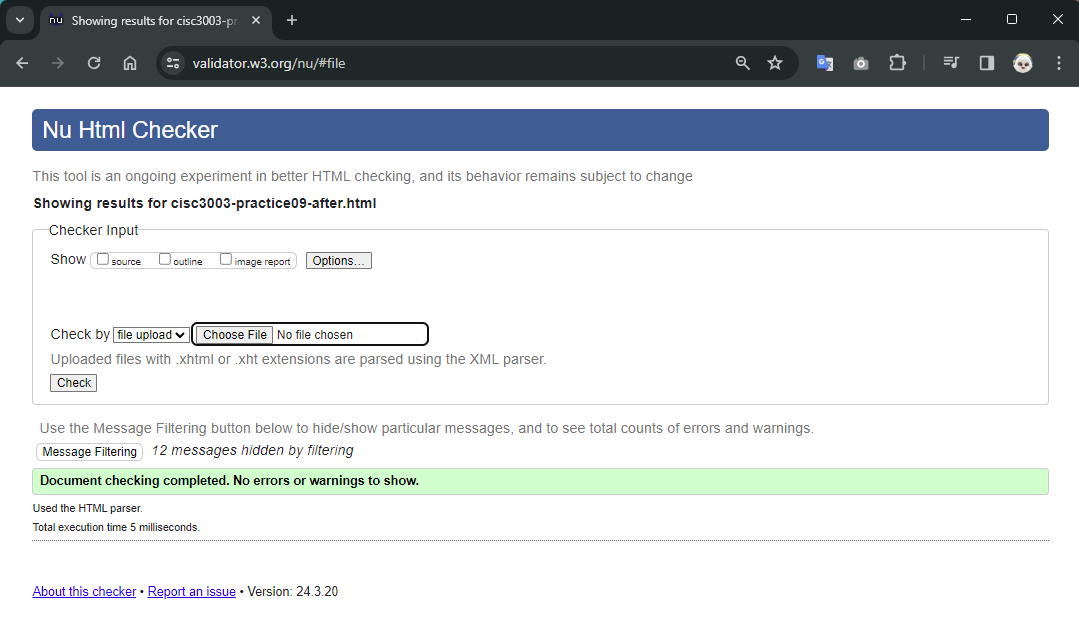 nu Showing results for cisc3003-pr
validator.w3.org/nu/#file
Nu Html Checker
This tool is an ongoing experiment in better HTML checking, and its behavior remains subject to change
Showing results for cisc3003-practice09-after.html
Checker Input
Show source outline image report Options...
Check by file upload Choose File No file chosen
Uploaded files with .xhtml or .xht extensions are parsed using the XML parser.
Check
Use the Message Filtering button below to hide/show particular messages, and to see total counts of errors and warnings.
Message Filtering 12 messages hidden by filtering
Document checking completed. No errors or warnings to show.
Used the HTML parser.
Total execution time 5 milliseconds.
About this checker • Report an issue • Version: 24.3.20